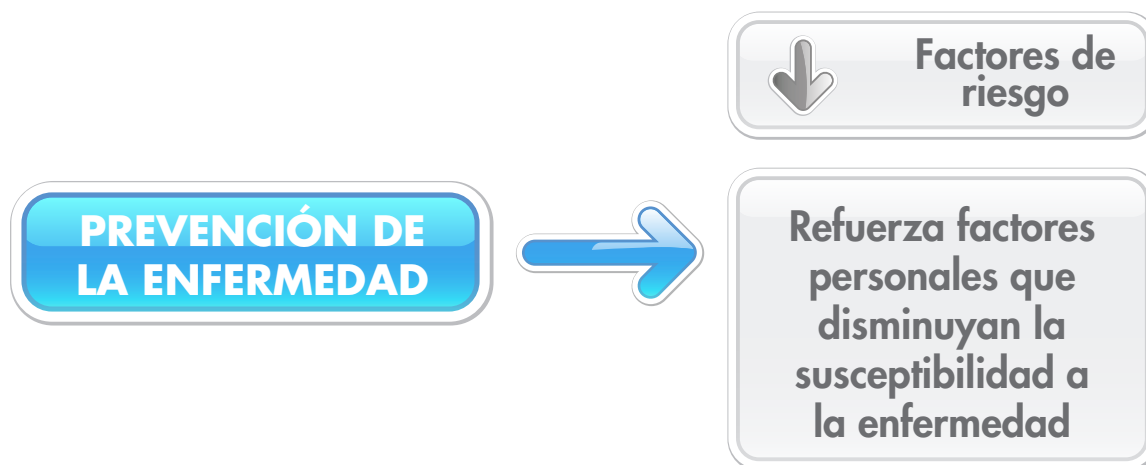 Factores de
riesgo
PREVENCIÓN DE
LA ENFERMEDAD
Refuerza factores
personales que
disminuyan la
susceptibilidad a
la enfermedad